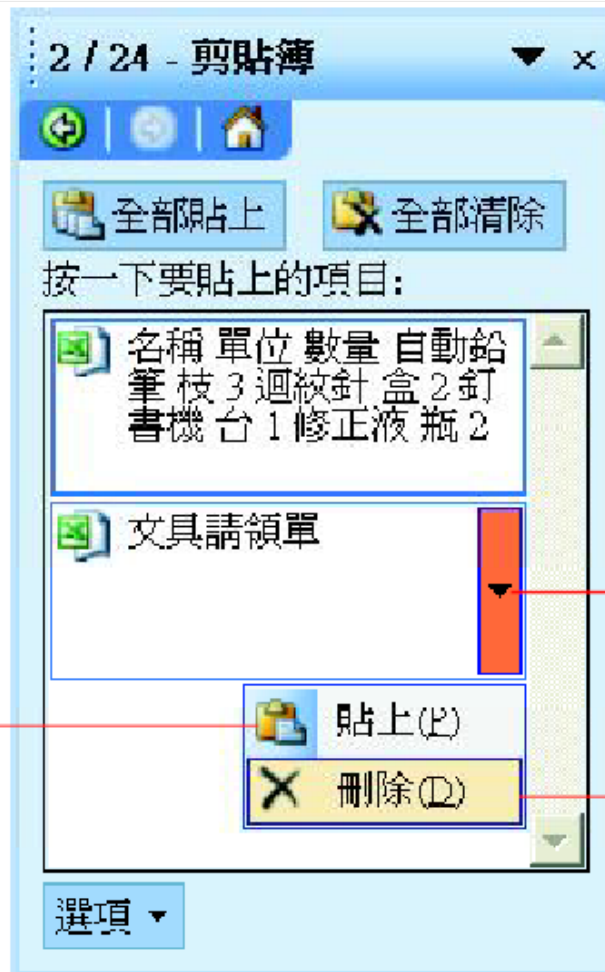 2 / 24 - 剪貼簿
全部貼上 全部清除
按一下要貼上的項目:
名稱 單位 數量 自動鉛
筆 枝 3 迴紋針 盒 2 釘
書機 台 1 修正液 瓶 2
文具請領單
貼上(P)
刪除(D)
選項